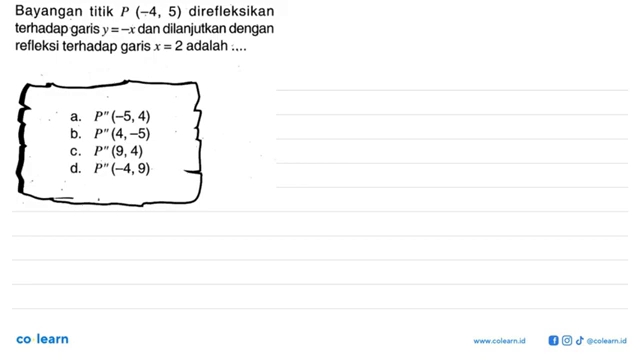 Bayangan titik P (–4, 5) direfleksikan
terhadap garis y = –x dan dilanjutkan dengan
refleksi terhadap garis x = 2 adalah ....
a. P"(–5, 4)
b. P"(4, –5)
c. P"(9, 4)
d. P"(–4, 9)
co learn
www.colearn.id @colearn.id